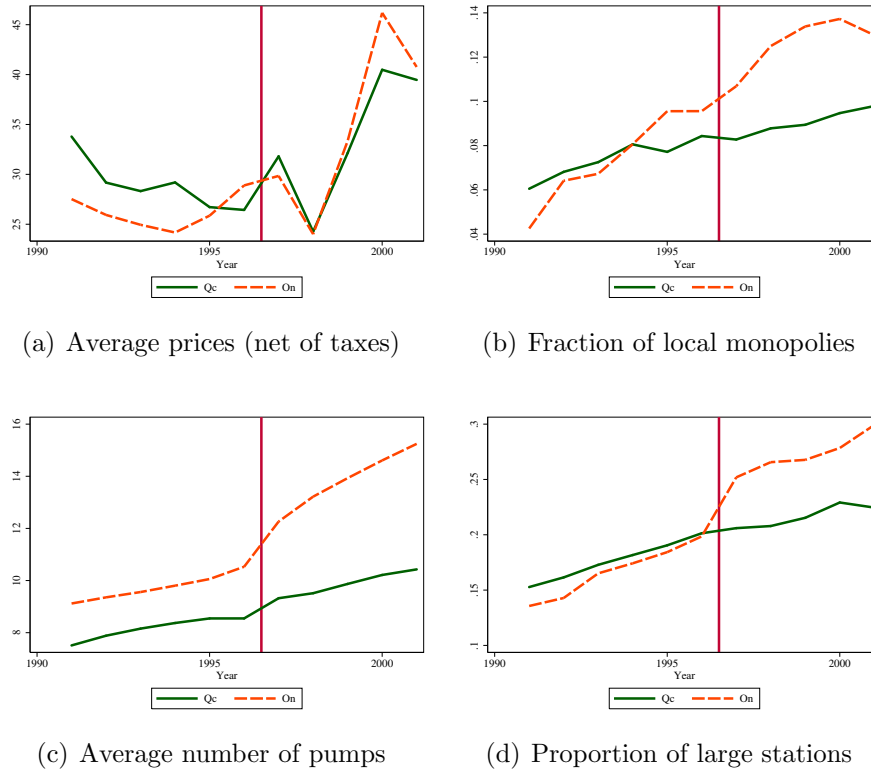 45
40
35
30
25
1990
1995
2000
Year
Qc
On
(a) Average prices (net of taxes)
.14
.12
.1
.08
.06
.04
1990
1995
2000
Year
Qc
On
(b) Fraction of local monopolies
16
14
12
10
8
1990
1995
2000
Year
Qc
On
(c) Average number of pumps
.3
.25
.2
.15
.1
1990
1995
2000
Year
Qc
On
(d) Proportion of large stations